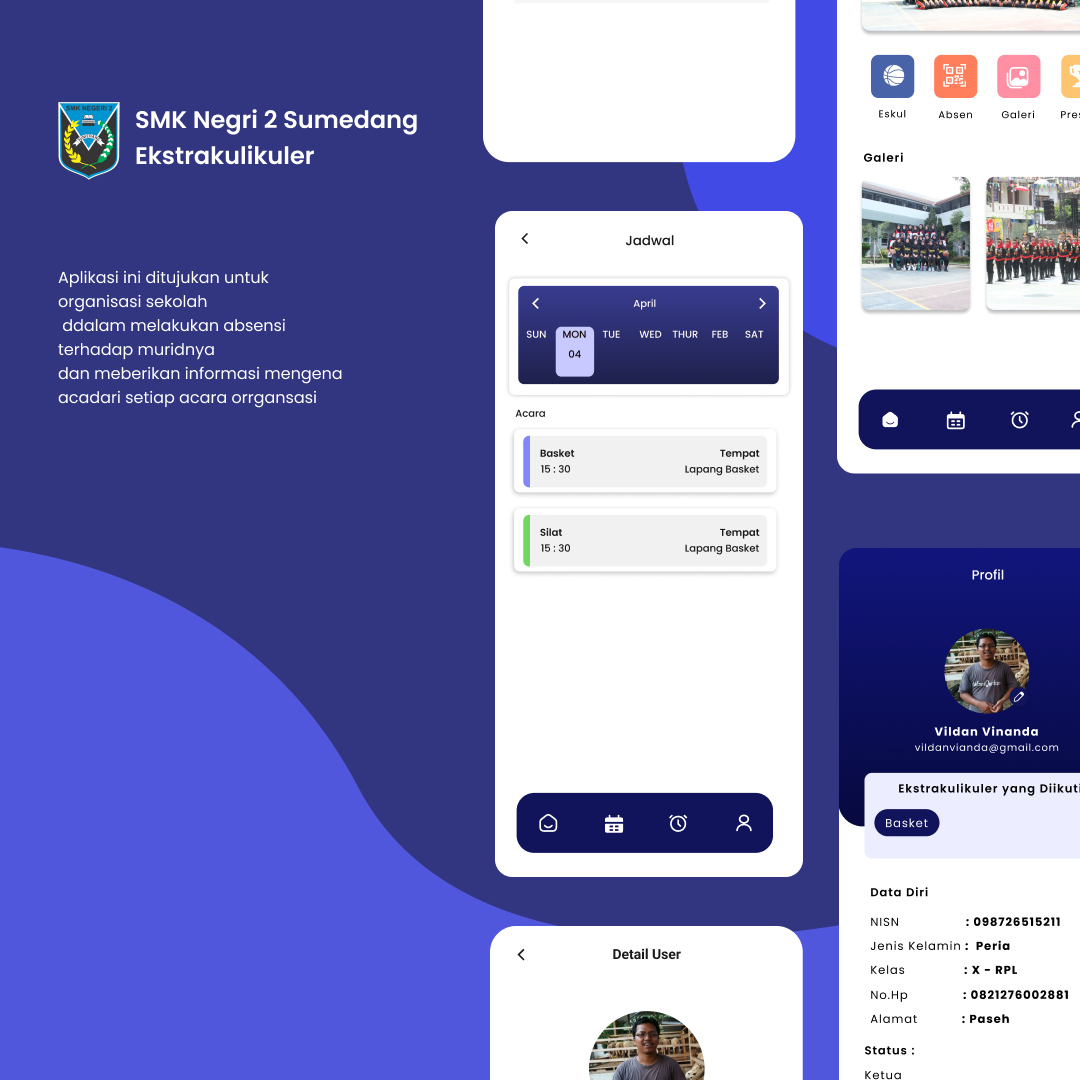 SMK NEGERI 2
SMK Negri 2 Sumedang
Ekstrakulikuler
Aplikasi ini ditujukan untuk
organisasi sekolah
ddalam melakukan absensi
terhadap muridnya
dan meberikan informasi mengena
acadari setiap acara orrgansasi
Jadwal
April
SUN MON TUE WED THUR FEB SAT
04
Acara
Basket Tempat
15 : 30 Lapang Basket
Silat Tempat
15 : 30 Lapang Basket
Detail User
Eskul Absen Galeri Pres
Galeri
Profil
Vildan Vinanda
vildanvianda@gmail.com
Ekstrakulikuler yang Diikuti
Basket
Data Diri
NISN : 098726515211
Jenis Kelamin : Peria
Kelas : X - RPL
No.Hp : 0821276002881
Alamat : Paseh
Status :
Ketua